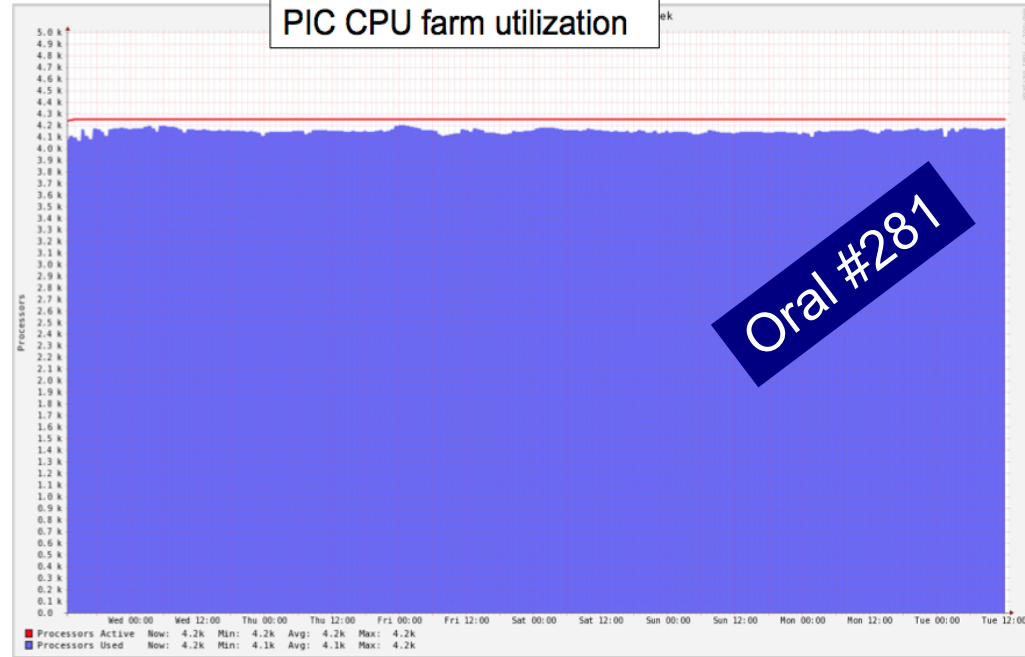 PIC CPU farm utilization
ek
5.0 k
4.9 k
4.8 k
4.7 k
4.6 k
4.5 k
4.4 k
4.3 k
4.2 k
4.1 k
4.0 k
3.9 k
3.8 k
3.7 k
3.6 k
3.5 k
3.4 k
3.3 k
3.2 k
3.1 k
3.0 k
2.9 k
2.8 k
2.7 k
2.6 k
2.5 k
2.4 k
2.3 k
2.2 k
2.1 k
2.0 k
1.9 k
1.8 k
1.7 k
1.6 k
1.5 k
1.4 k
1.3 k
1.2 k
1.1 k
1.0 k
0.9 k
0.8 k
0.7 k
0.6 k
0.5 k
0.4 k
0.3 k
0.2 k
0.1 k
0.0
Processors
Oral #281
Wed 00:00 Wed 12:00 Thu 00:00 Thu 12:00 Fri 00:00 Fri 12:00 Sat 00:00 Sat 12:00 Sun 00:00 Sun 12:00 Mon 00:00 Mon 12:00 Tue 00:00 Tue 12:00
Processors Active Now: 4.2k Min: 4.2k Avg: 4.2k Max: 4.2k
Processors Used Now: 4.2k Min: 4.1k Avg: 4.1k Max: 4.2k